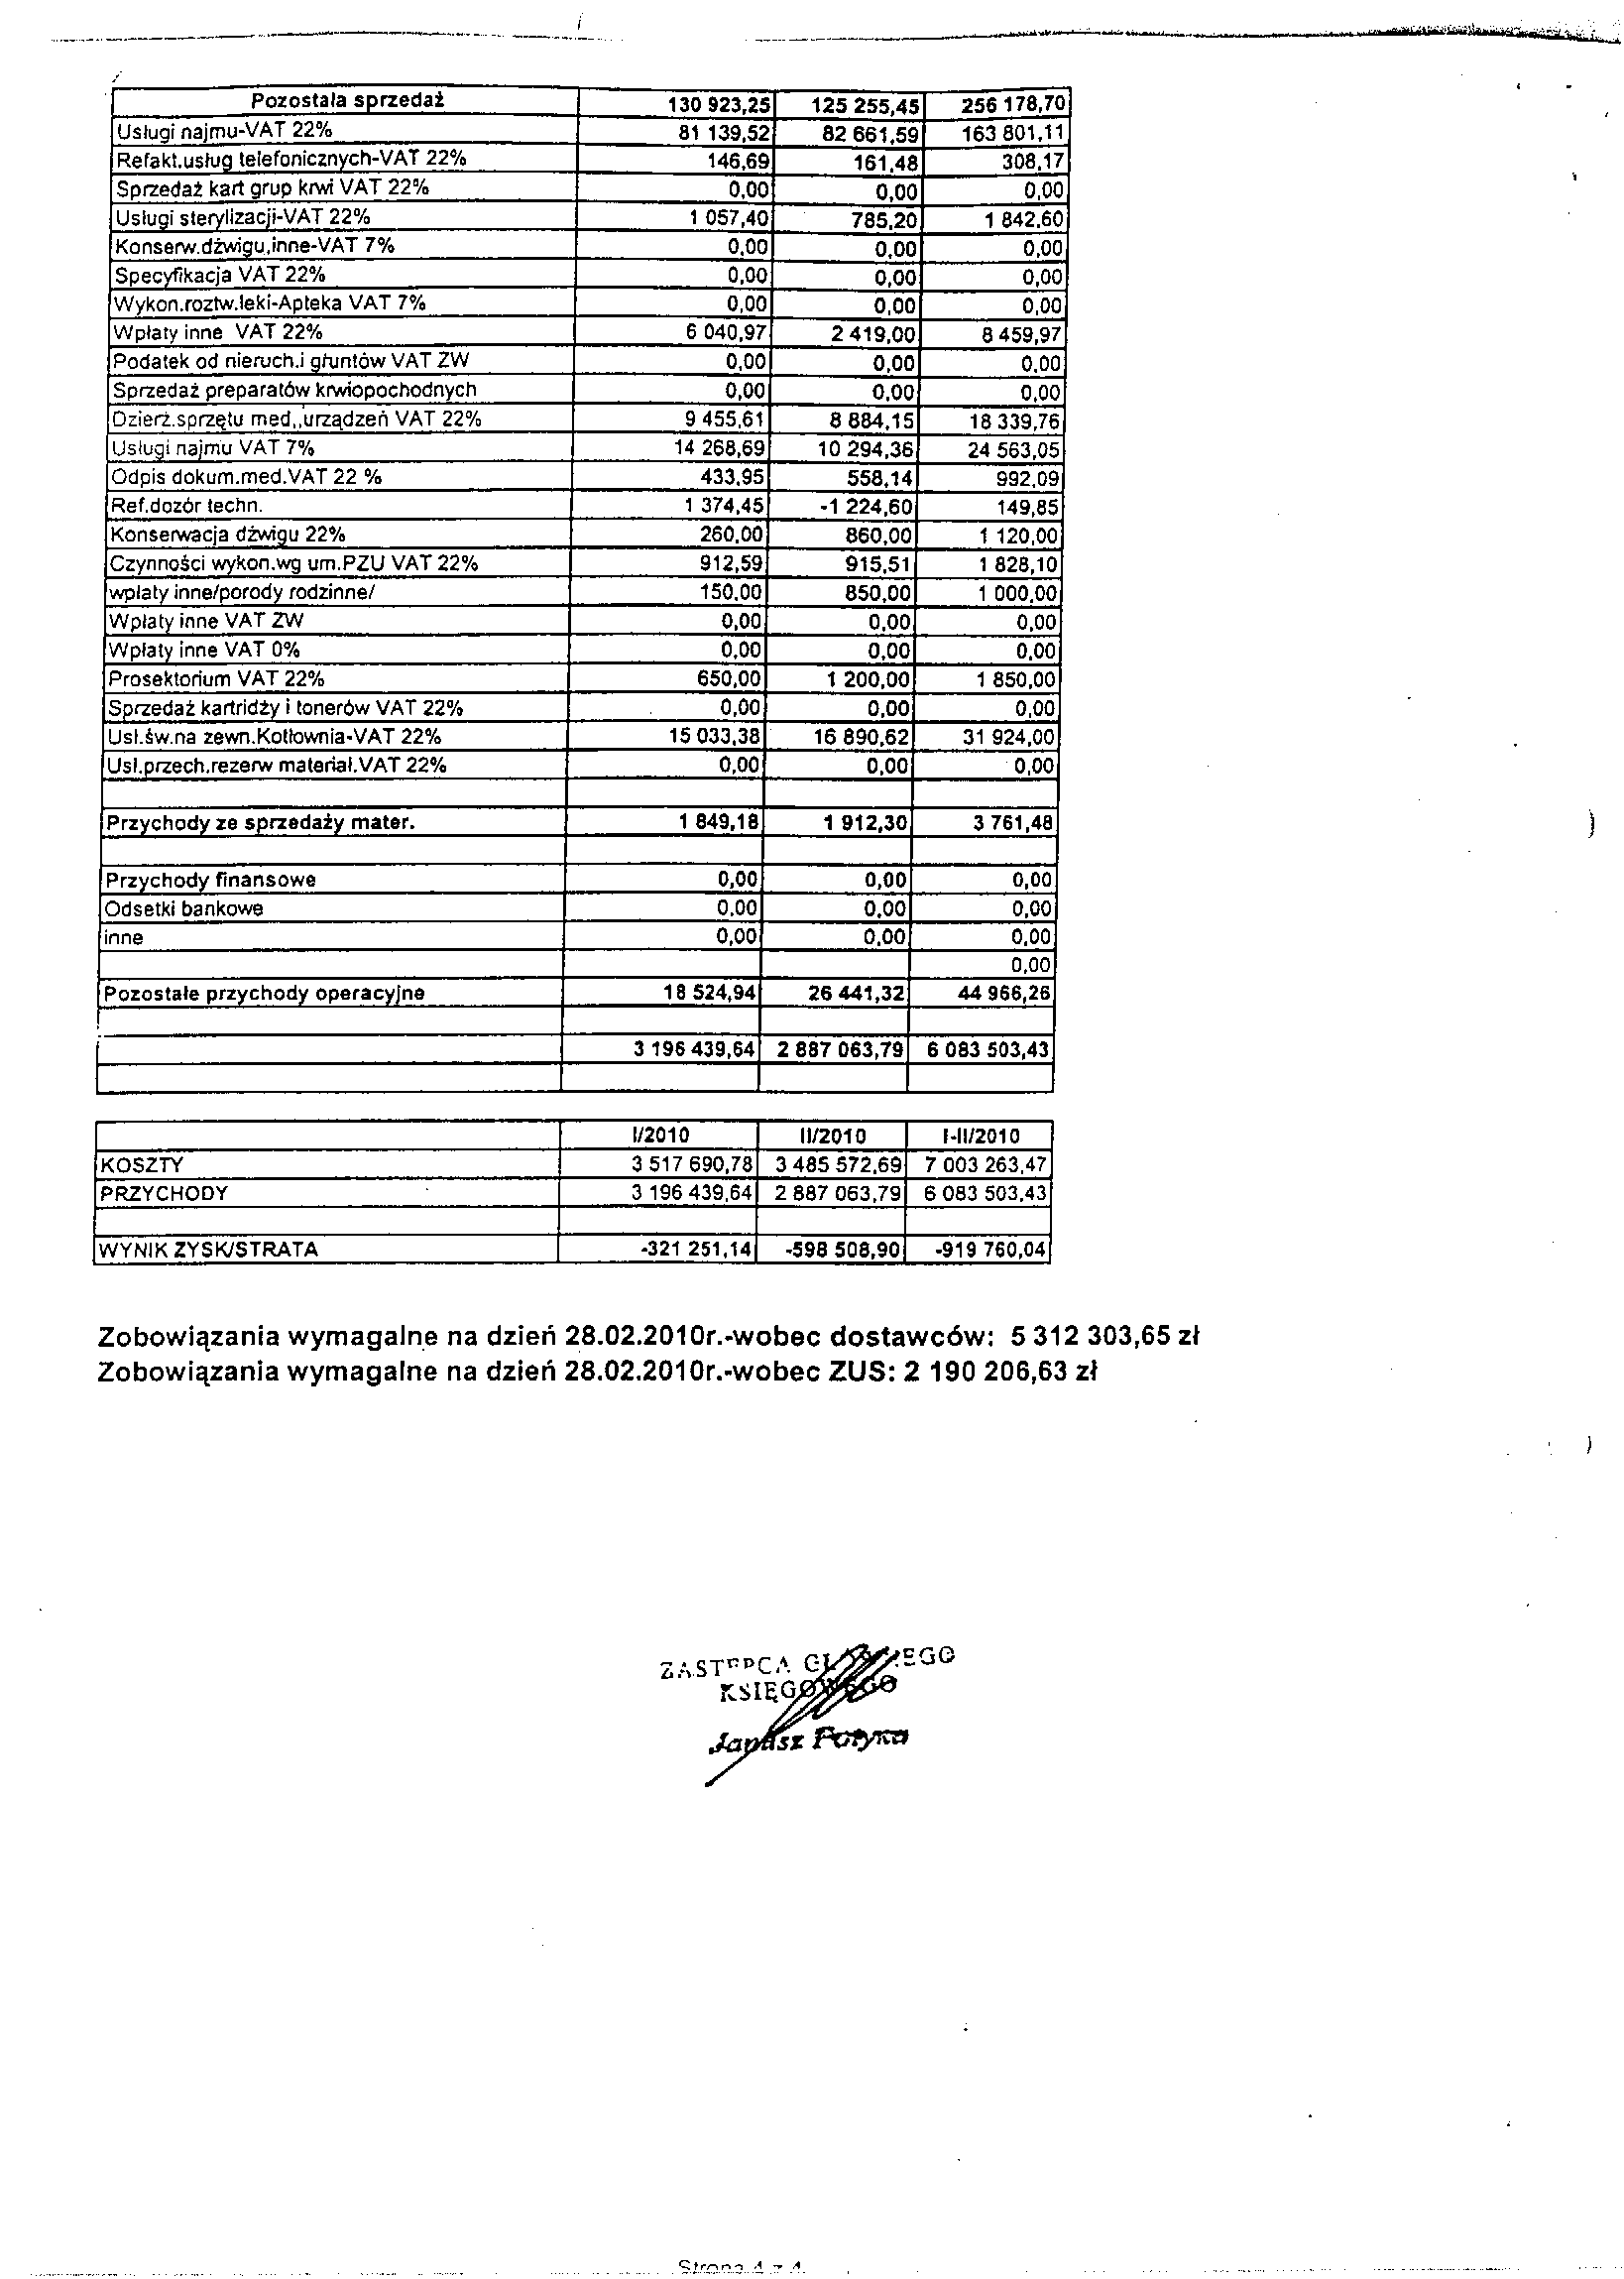 Pozostała sprzedaż 130 923,25 125 255,45 256 178,70
Usługi najmu-VAT 22% 81 139,52 82 661,59 163 801,11
Refakt.usług telefonicznych-VAT 22% 146,69 161,48 308,17
Sprzedaż kart grup krwi VAT 22% 0,00 0,00 0,00
Usługi sterylizacji-VAT 22% 1 057,40 785,20 1 842,60
Konserw.dźwigu,inne-VAT 7% 0,00 0,00 0,00
Specyfikacja VAT 22% 0,00 0,00 0,00
Wykon.roztw.leki-Apteka VAT 7% 0,00 0,00 0,00
Wpłaty inne VAT 22% 6 040,97 2 419,00 8 459,97
Podatek od nieruch.i gruntów VAT ZW 0,00 0,00 0,00
Sprzedaż preparatów krwiopochodnych 0,00 0,00 0,00
Dzierż.sprzętu med.,urządzeń VAT 22% 9 455,61 8 884,15 18 339,76
Usługi najmu VAT 7% 14 268,69 10 294,36 24 563,05
Odpis dokum.med.VAT 22 % 433,95 558,14 992,09
Ref.dozór techn. 1 374,45 -1 224,60 149,85
Konserwacja dźwigu 22% 260,00 860,00 1 120,00
Czynności wykon.wg um.PZU VAT 22% 912,59 915,51 1 828,10
wpłaty inne/porody rodzinne/ 150,00 850,00 1 000,00
Wpłaty inne VAT ZW 0,00 0,00 0,00
Wpłaty inne VAT 0% 0,00 0,00 0,00
Prosektorium VAT 22% 650,00 1 200,00 1 850,00
Sprzedaż kartridży i tonerów VAT 22% 0,00 0,00 0,00
Usł.św.na zewn.Kotłownia-VAT 22% 15 033,38 16 890,62 31 924,00
Usł.przech.rezerw materiał.VAT 22% 0,00 0,00 0,00
Przychody ze sprzedaży mater. 1 849,18 1 912,30 3 761,48
Przychody finansowe 0,00 0,00 0,00
Odsetki bankowe 0,00 0,00 0,00
inne 0,00 0,00 0,00
0,00
Pozostałe przychody operacyjne 18 524,94 26 441,32 44 966,26
3 196 439,64 2 887 063,79 6 083 503,43
I/2010 II/2010 I-II/2010
KOSZTY 3 517 690,78 3 485 572,69 7 003 263,47
PRZYCHODY 3 196 439,64 2 887 063,79 6 083 503,43
WYNIK ZYSK/STRATA -321 251,14 -598 508,90 -919 760,04
Zobowiązania wymagalne na dzień 28.02.2010r.-wobec dostawców: 5 312 303,65 zł
Zobowiązania wymagalne na dzień 28.02.2010r.-wobec ZUS: 2 190 206,63 zł
ZASTĘPCA GŁÓWNEGO
KSIĘGOWEGO
Janusz
Strona 4 z 4